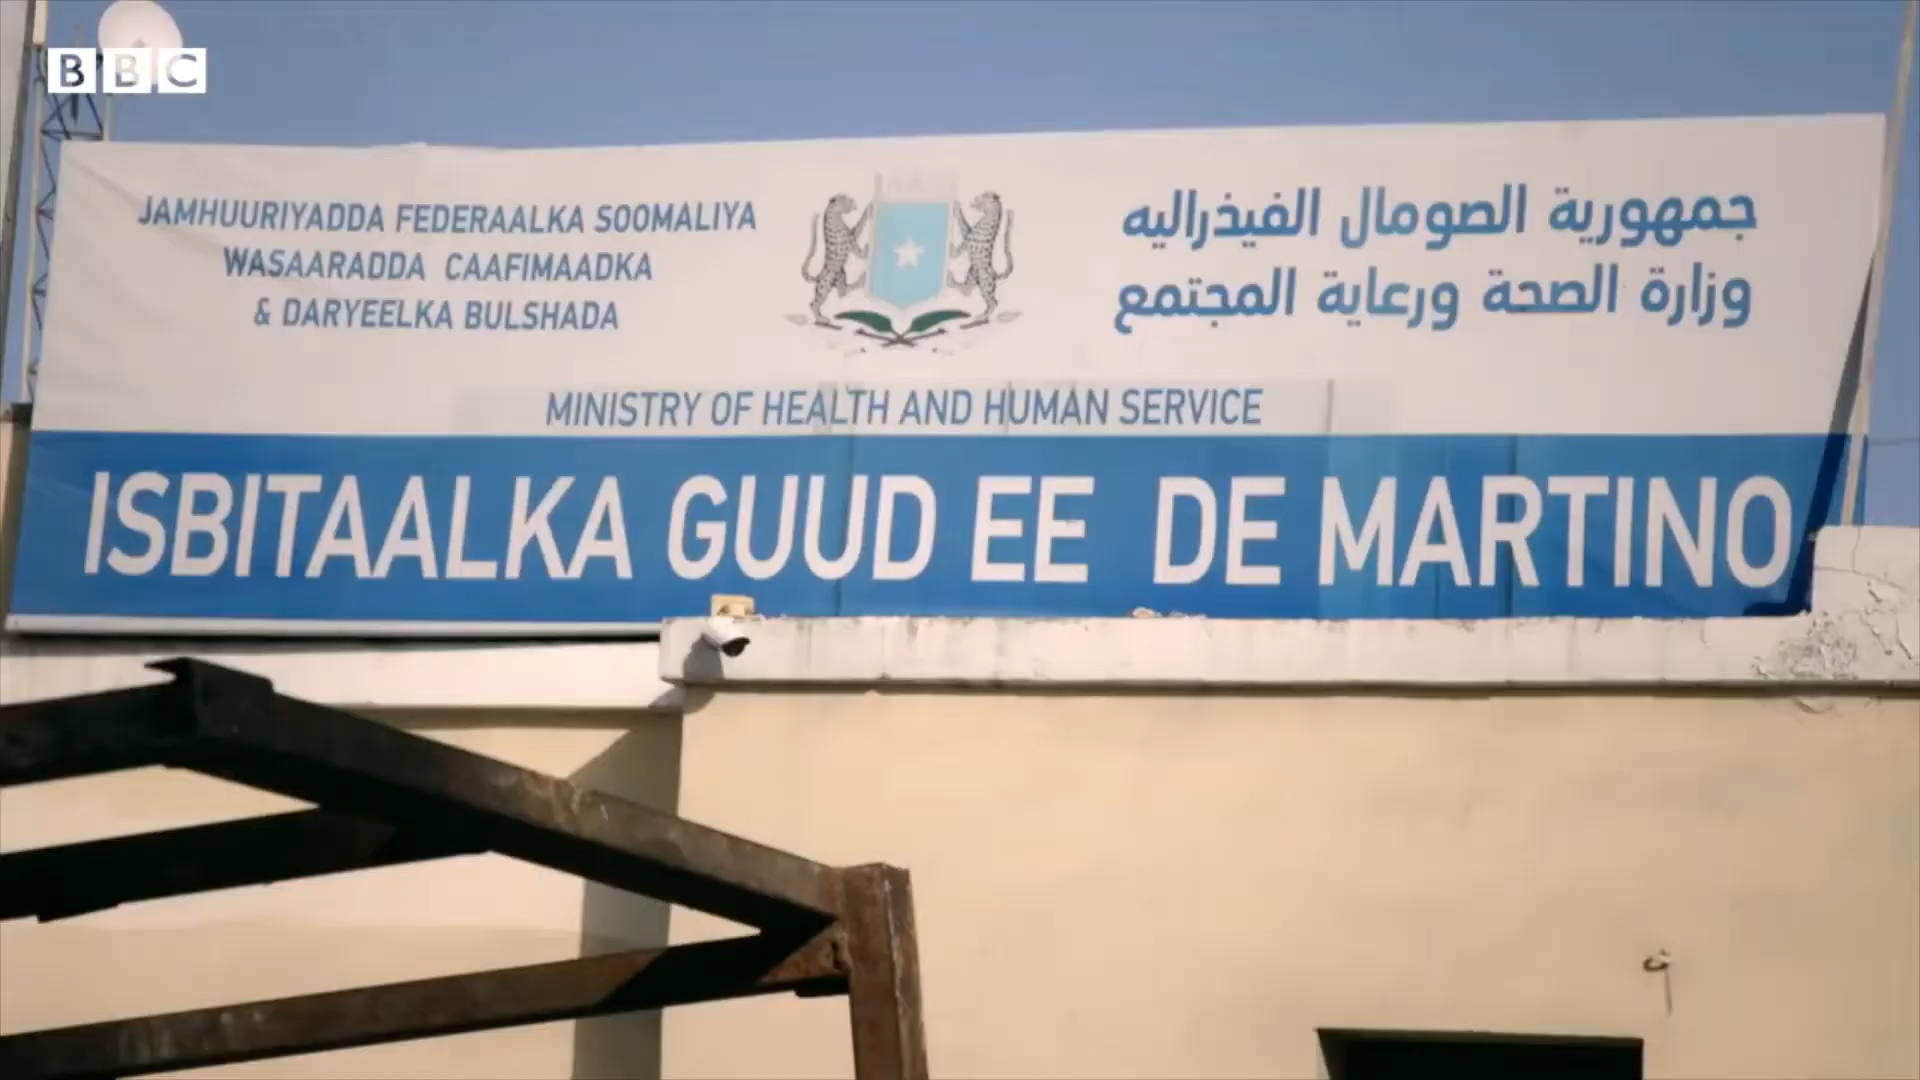 BBC
JAMHUURIYADDA FEDERAALKA SOOMALIYA
WASAARADDA CAAFIMAADKA
& DARYEELKA BULSHADA
جمهورية الصومال الفيذراليه
وزارة الصحة ورعاية المجتمع
MINISTRY OF HEALTH AND HUMAN SERVICE
ISBITAALKA GUUD EE DE MARTINO